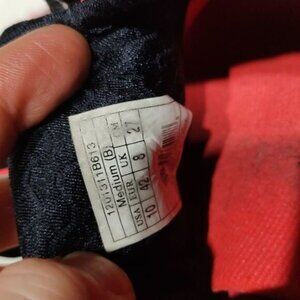 1201311B613
Medium (B)
USA EUR UK CM
10 42 8 27